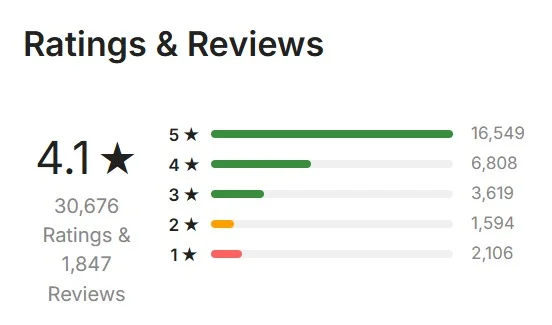 Ratings & Reviews
4.1 ★
30,676
Ratings &
1,847
Reviews
5 ★ 16,549
4 ★ 6,808
3 ★ 3,619
2 ★ 1,594
1 ★ 2,106